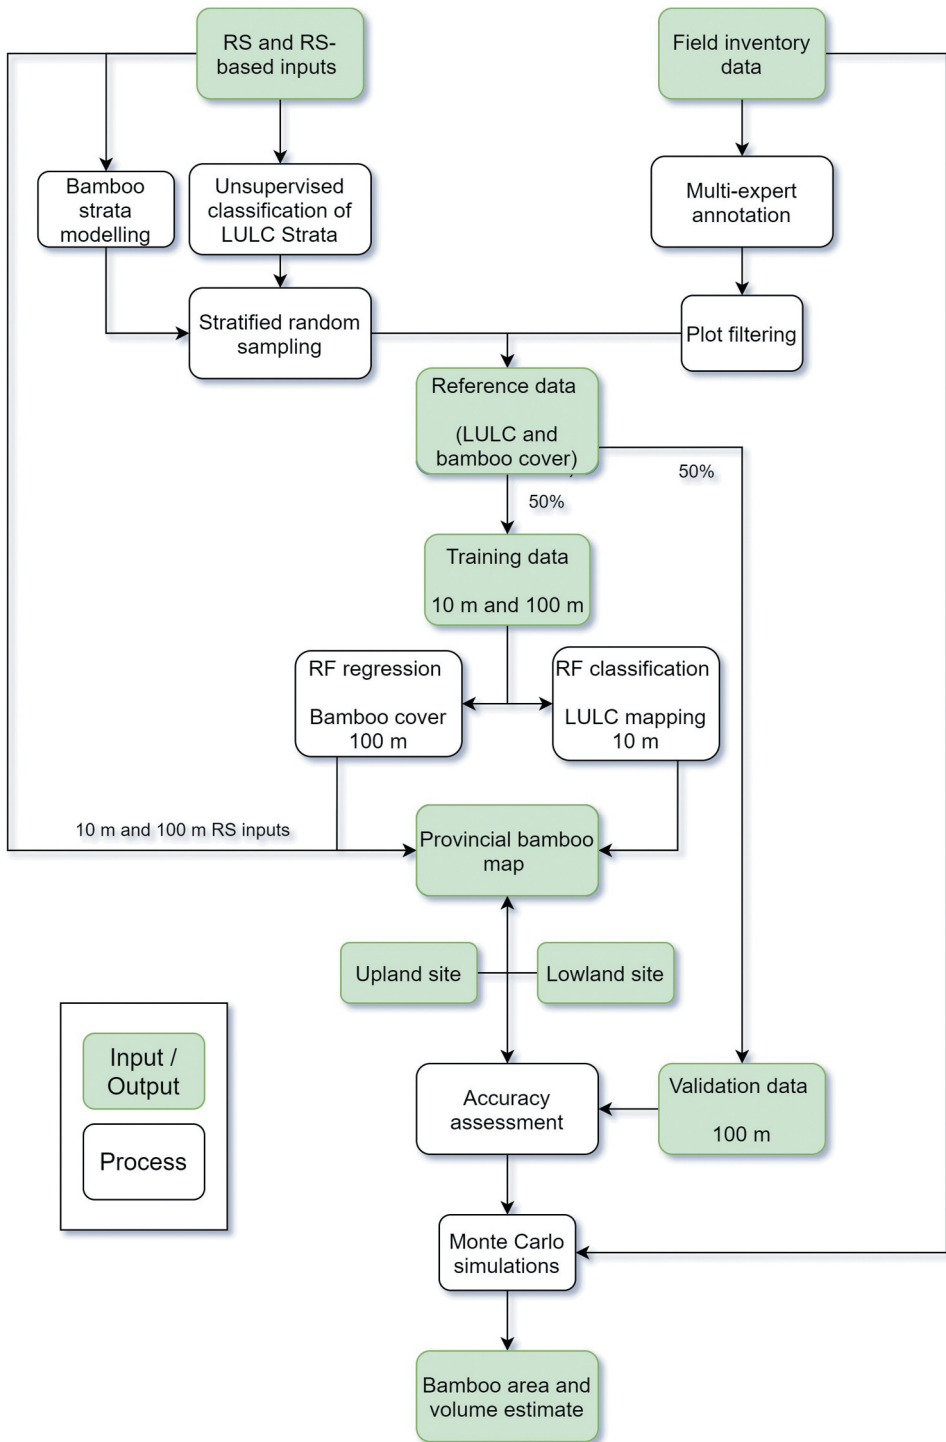 RS and RS-
based inputs
Field inventory
data
Bamboo
strata
modelling
Unsupervised
classification of
LULC Strata
Multi-expert
annotation
Stratified random
sampling
Plot filtering
Reference data
(LULC and
bamboo cover)
50%
50%
Training data
10 m and 100 m
RF regression
Bamboo cover
100 m
RF classification
LULC mapping
10 m
10 m and 100 m RS inputs
Provincial bamboo
map
Upland site
Lowland site
Input /
Output
Process
Accuracy
assessment
Validation data
100 m
Monte Carlo
simulations
Bamboo area and
volume estimate